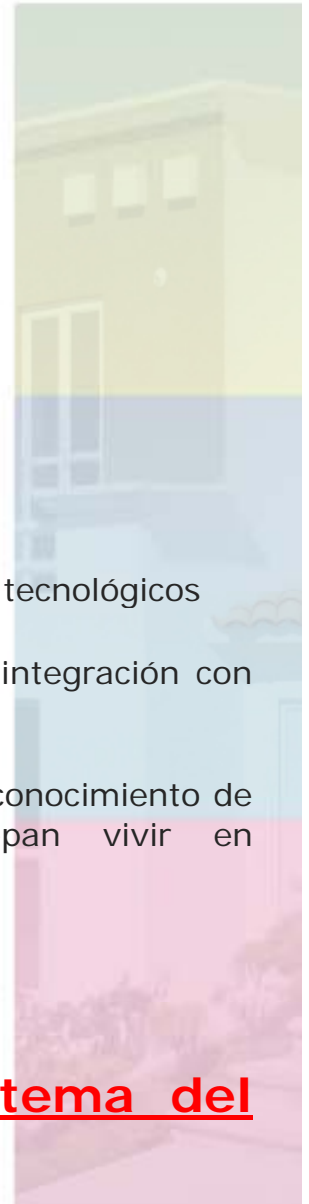 tecnológicos
integración con
conocimiento de
pan vivir en
tema del